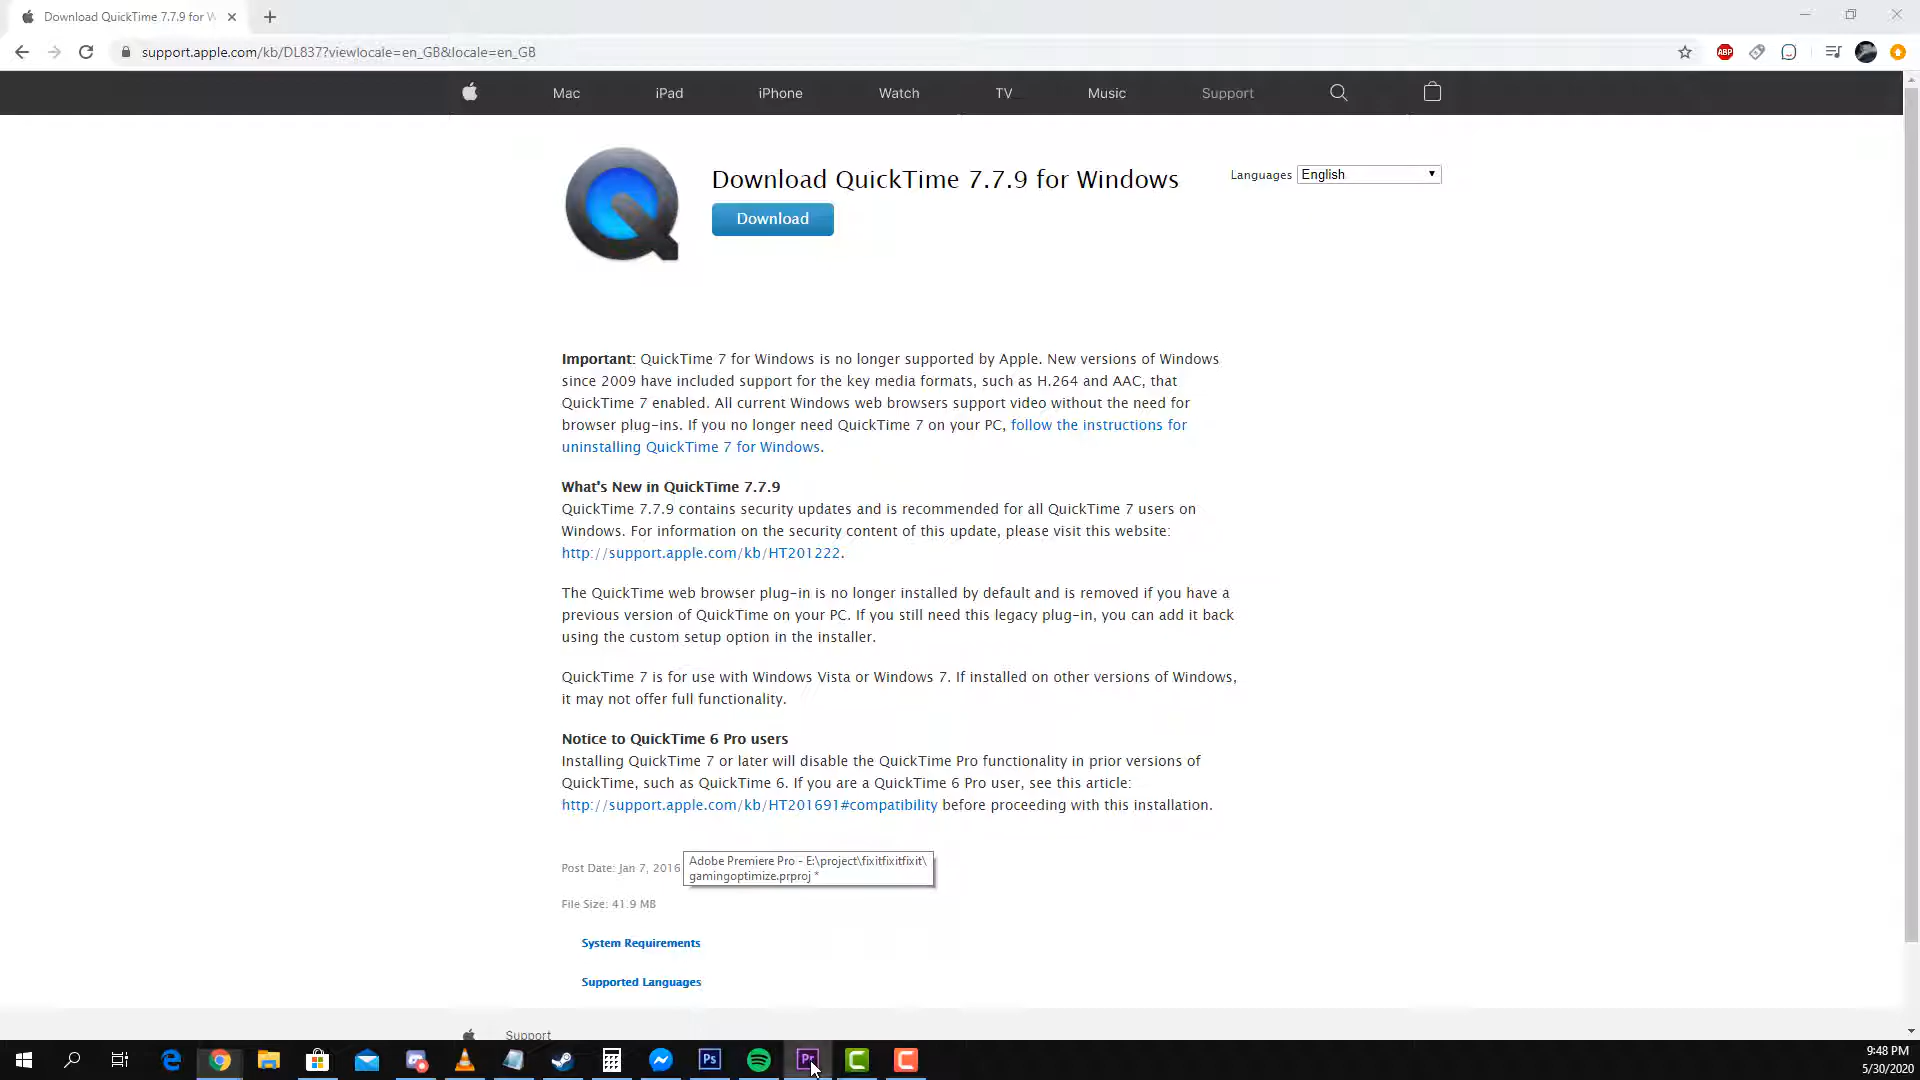 Download QuickTime 7.7.9 for W
support.apple.com/kb/DL837?viewlocale=en_GB&locale=en_GB
ABP
Mac iPad iPhone Watch TV Music Support
Download QuickTime 7.7.9 for Windows
Languages English
Download
Important: QuickTime 7 for Windows is no longer supported by Apple. New versions of Windows
since 2009 have included support for the key media formats, such as H.264 and AAC, that
QuickTime 7 enabled. All current Windows web browsers support video without the need for
browser plug-ins. If you no longer need QuickTime 7 on your PC, follow the instructions for
uninstalling QuickTime 7 for Windows.
What's New in QuickTime 7.7.9
QuickTime 7.7.9 contains security updates and is recommended for all QuickTime 7 users on
Windows. For information on the security content of this update, please visit this website:
http://support.apple.com/kb/HT201222.
The QuickTime web browser plug-in is no longer installed by default and is removed if you have a
previous version of QuickTime on your PC. If you still need this legacy plug-in, you can add it back
using the custom setup option in the installer.
QuickTime 7 is for use with Windows Vista or Windows 7. If installed on other versions of Windows,
it may not offer full functionality.
Notice to QuickTime 6 Pro users
Installing QuickTime 7 or later will disable the QuickTime Pro functionality in prior versions of
QuickTime, such as QuickTime 6. If you are a QuickTime 6 Pro user, see this article:
http://support.apple.com/kb/HT201691#compatibility before proceeding with this installation.
Adobe Premiere Pro - E:\project\fixitfixitfixit\
gamingoptimize.prproj *
Post Date: Jan 7, 2016
File Size: 41.9 MB
System Requirements
Supported Languages
Support
Ps
Pr
9:48 PM
5/30/2020